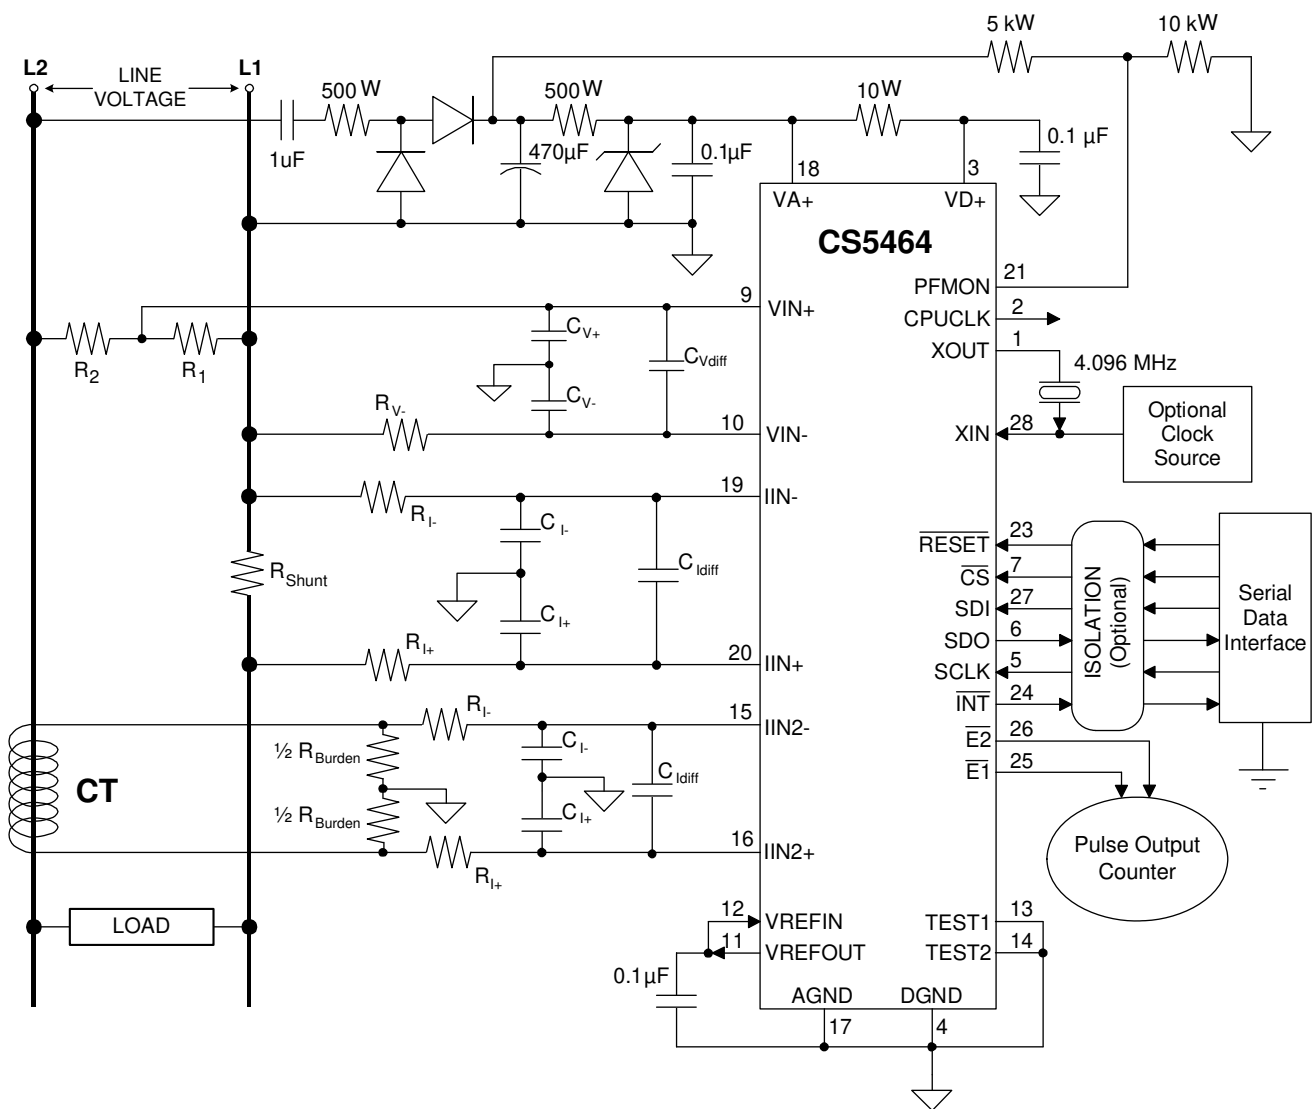 5 kW
10 kW
L2
LINE
VOLTAGE
L1
500 W
500 W
10 W
1uF
470µF
0.1µF
0.1 µF
18
3
VA+
VD+
CS5464
PFMON
21
CPUCLK
2
XOUT
1
4.096 MHz
XIN
28
Optional
Clock
Source
9
VIN+
R2
R1
CV+
CVdiff
CV-
RV-
10
VIN-
19
IIN-
RI-
C I-
RShunt
C Idiff
C I+
RI+
20
IIN+
RESET
23
CS
7
SDI
27
SDO
6
SCLK
5
INT
24
ISOLATION
(Optional)
Serial
Data
Interface
E2
26
E1
25
Pulse Output
Counter
RI-
15
IIN2-
½ RBurden
CI-
CIdiff
CT
½ RBurden
CI+
RI+
16
IIN2+
LOAD
12
VREFIN
11
VREFOUT
TEST1
13
TEST2
14
0.1µF
AGND
DGND
17
4